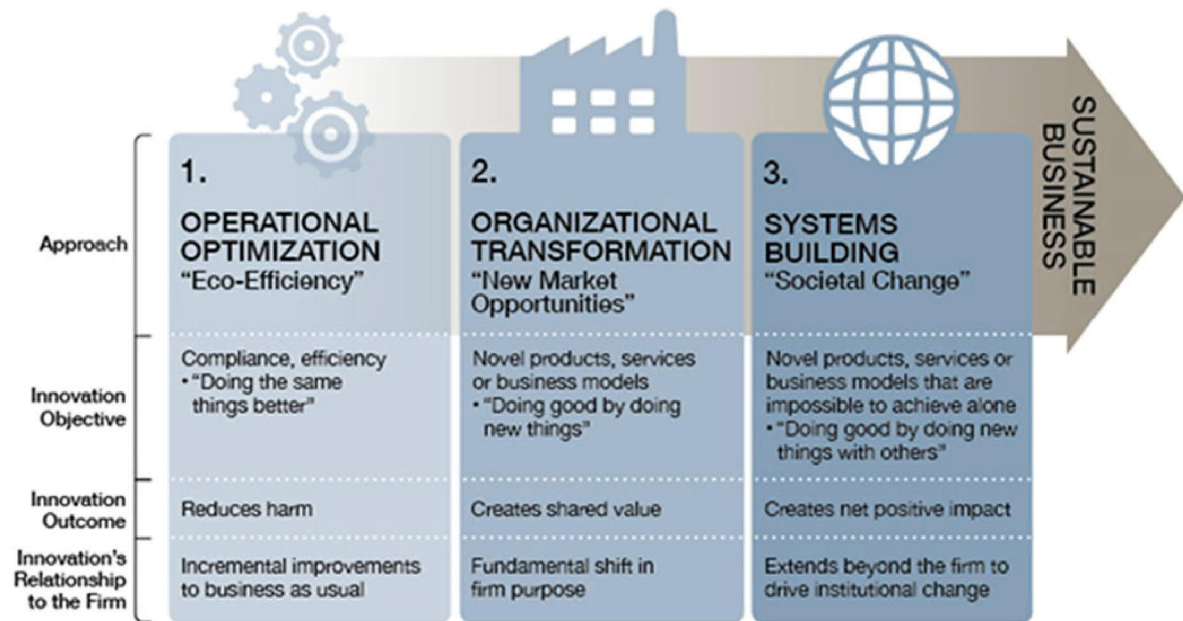 SUSTAINABLE
BUSINESS
Approach
1.
OPERATIONAL
OPTIMIZATION
“Eco-Efficiency”
2.
ORGANIZATIONAL
TRANSFORMATION
“New Market
Opportunities”
3.
SYSTEMS
BUILDING
“Societal Change”
Innovation
Objective
Compliance, efficiency
• “Doing the same
things better”
Novel products, services
or business models
• “Doing good by doing
new things”
Novel products, services or
business models that are
impossible to achieve alone
• “Doing good by doing new
things with others”
Innovation
Outcome
Reduces harm
Creates shared value
Creates net positive impact
Innovation’s
Relationship
to the Firm
Incremental improvements
to business as usual
Fundamental shift in
firm purpose
Extends beyond the firm to
drive institutional change